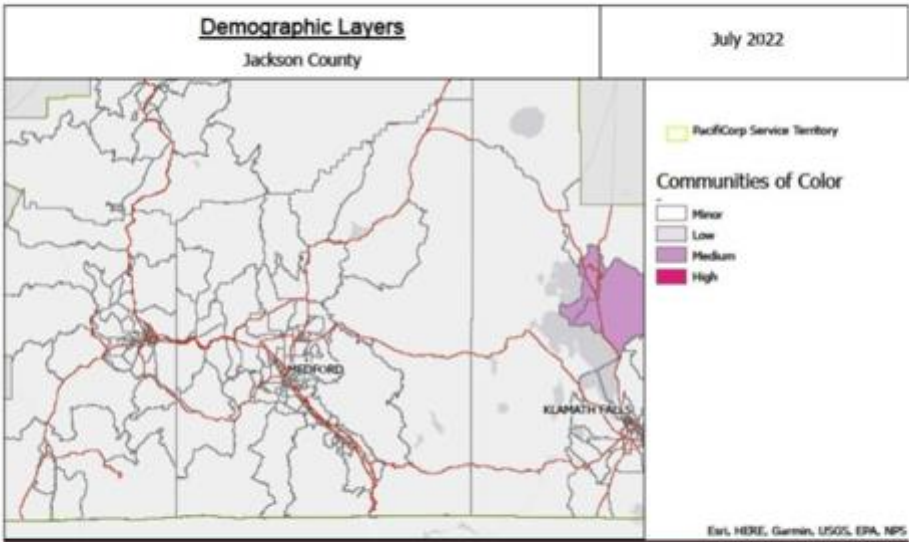 Demographic Layers
Jackson County
July 2022
PacifiCorp Service Territory
Communities of Color
Minor
Low
Medium
High
MEDFORD
KLAMATH FALLS
Esri, HERE, Garmin, USGS, EPA, NPS